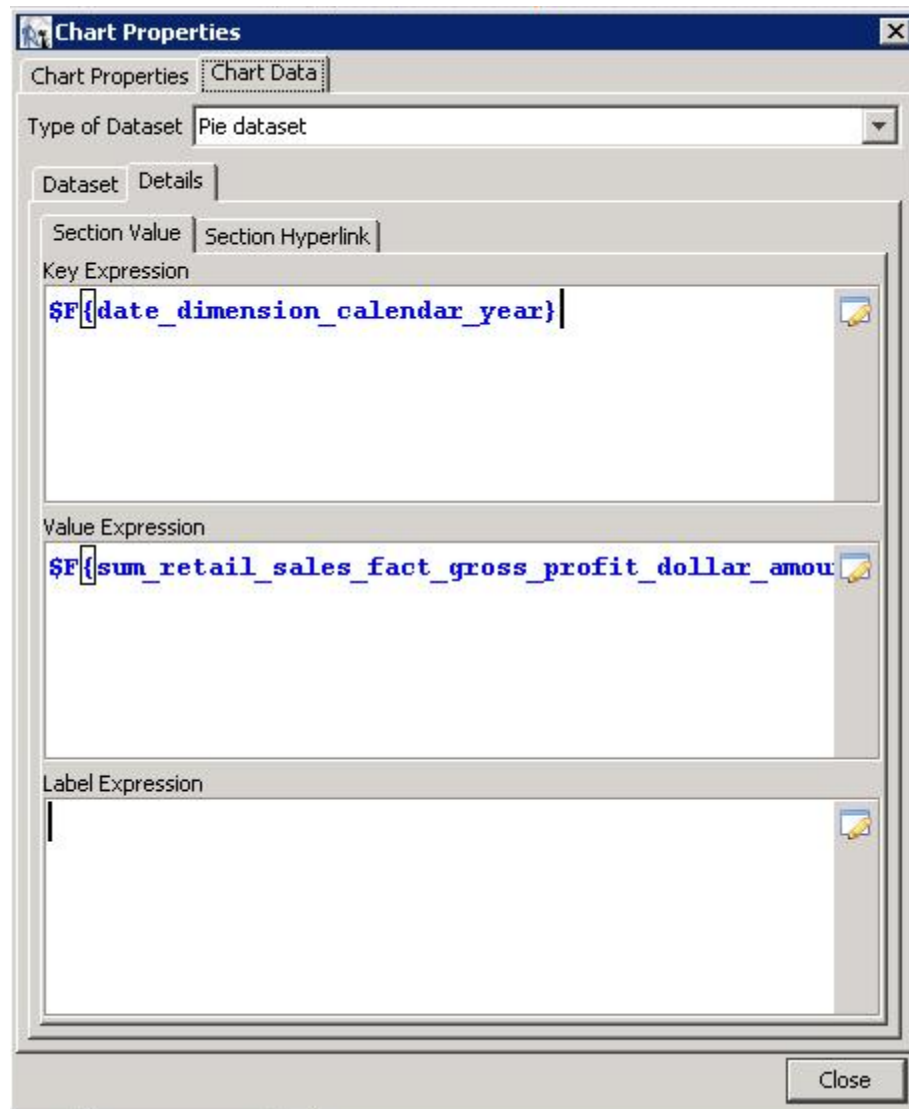 Chart Properties
Chart Properties Chart Data
Type of Dataset Pie dataset
Dataset Details
Section Value Section Hyperlink
Key Expression
$F{date_dimension_calendar_year}
Value Expression
$F{sum_retail_sales_fact_gross_profit_dollar_amou
Label Expression
Close